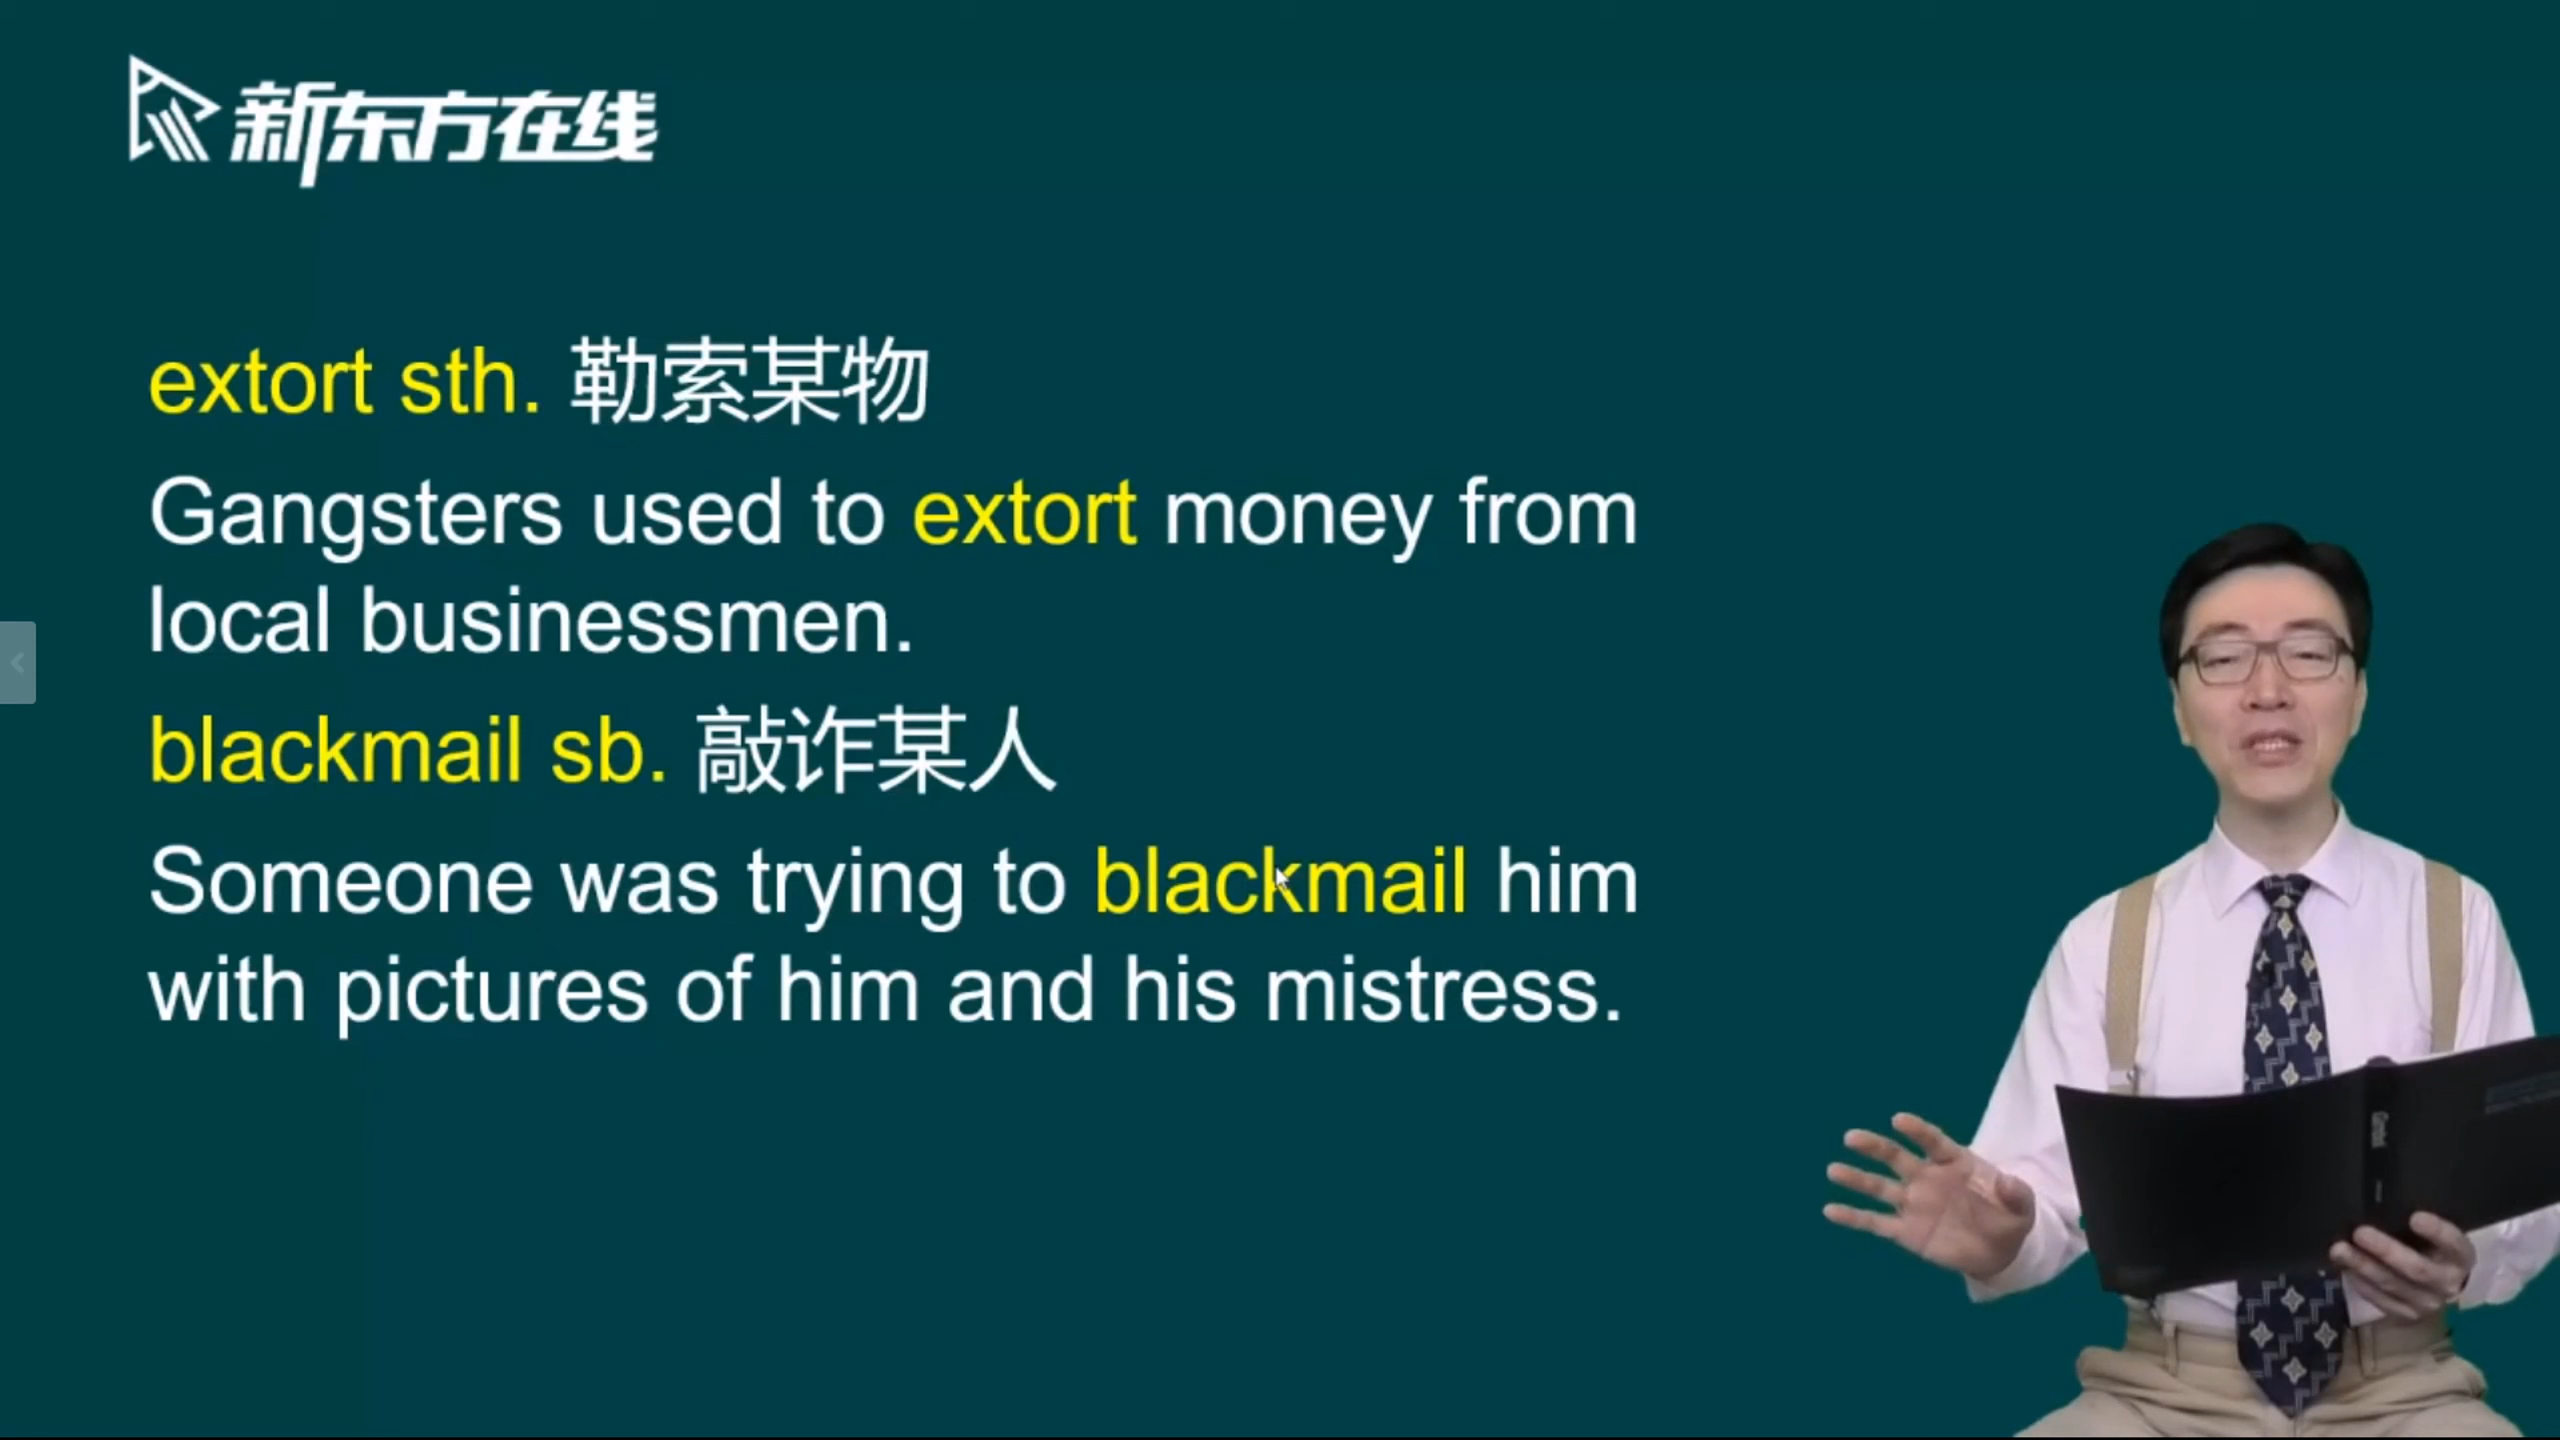 新东方在线
extort sth. 勒索某物
Gangsters used to extort money from
local businessmen.
blackmail sb. 敲诈某人
Someone was trying to blackmail him
with pictures of him and his mistress.